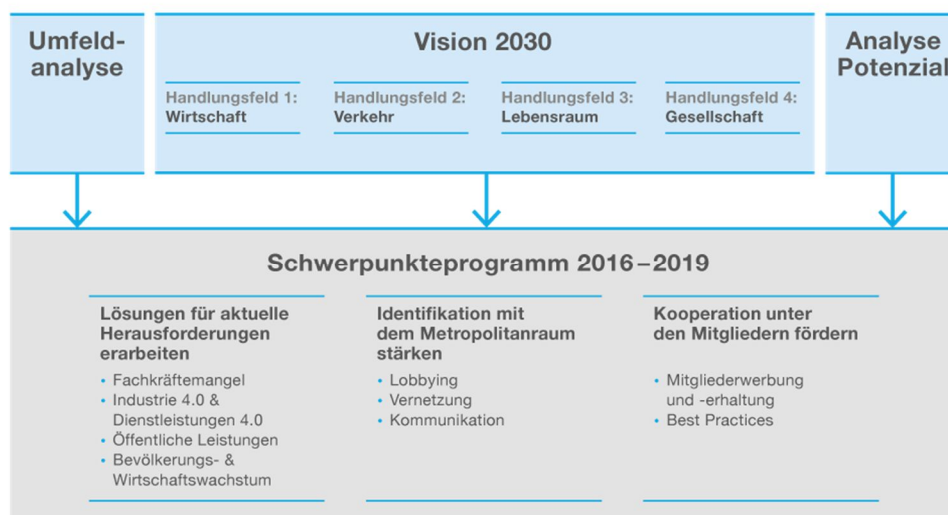 Umfeld-
analyse
Vision 2030
Handlungsfeld 1:
Wirtschaft
Handlungsfeld 2:
Verkehr
Handlungsfeld 3:
Lebensraum
Handlungsfeld 4:
Gesellschaft
Analyse
Potenzial
Schwerpunkteprogramm 2016–2019
Lösungen für aktuelle
Herausforderungen
erarbeiten
• Fachkräftemangel
• Industrie 4.0 &
Dienstleistungen 4.0
• Öffentliche Leistungen
• Bevölkerungs- &
Wirtschaftswachstum
Identifikation mit
dem Metropolitanraum
stärken
• Lobbying
• Vernetzung
• Kommunikation
Kooperation unter
den Mitgliedern fördern
• Mitgliederwerbung
und -erhaltung
• Best Practices